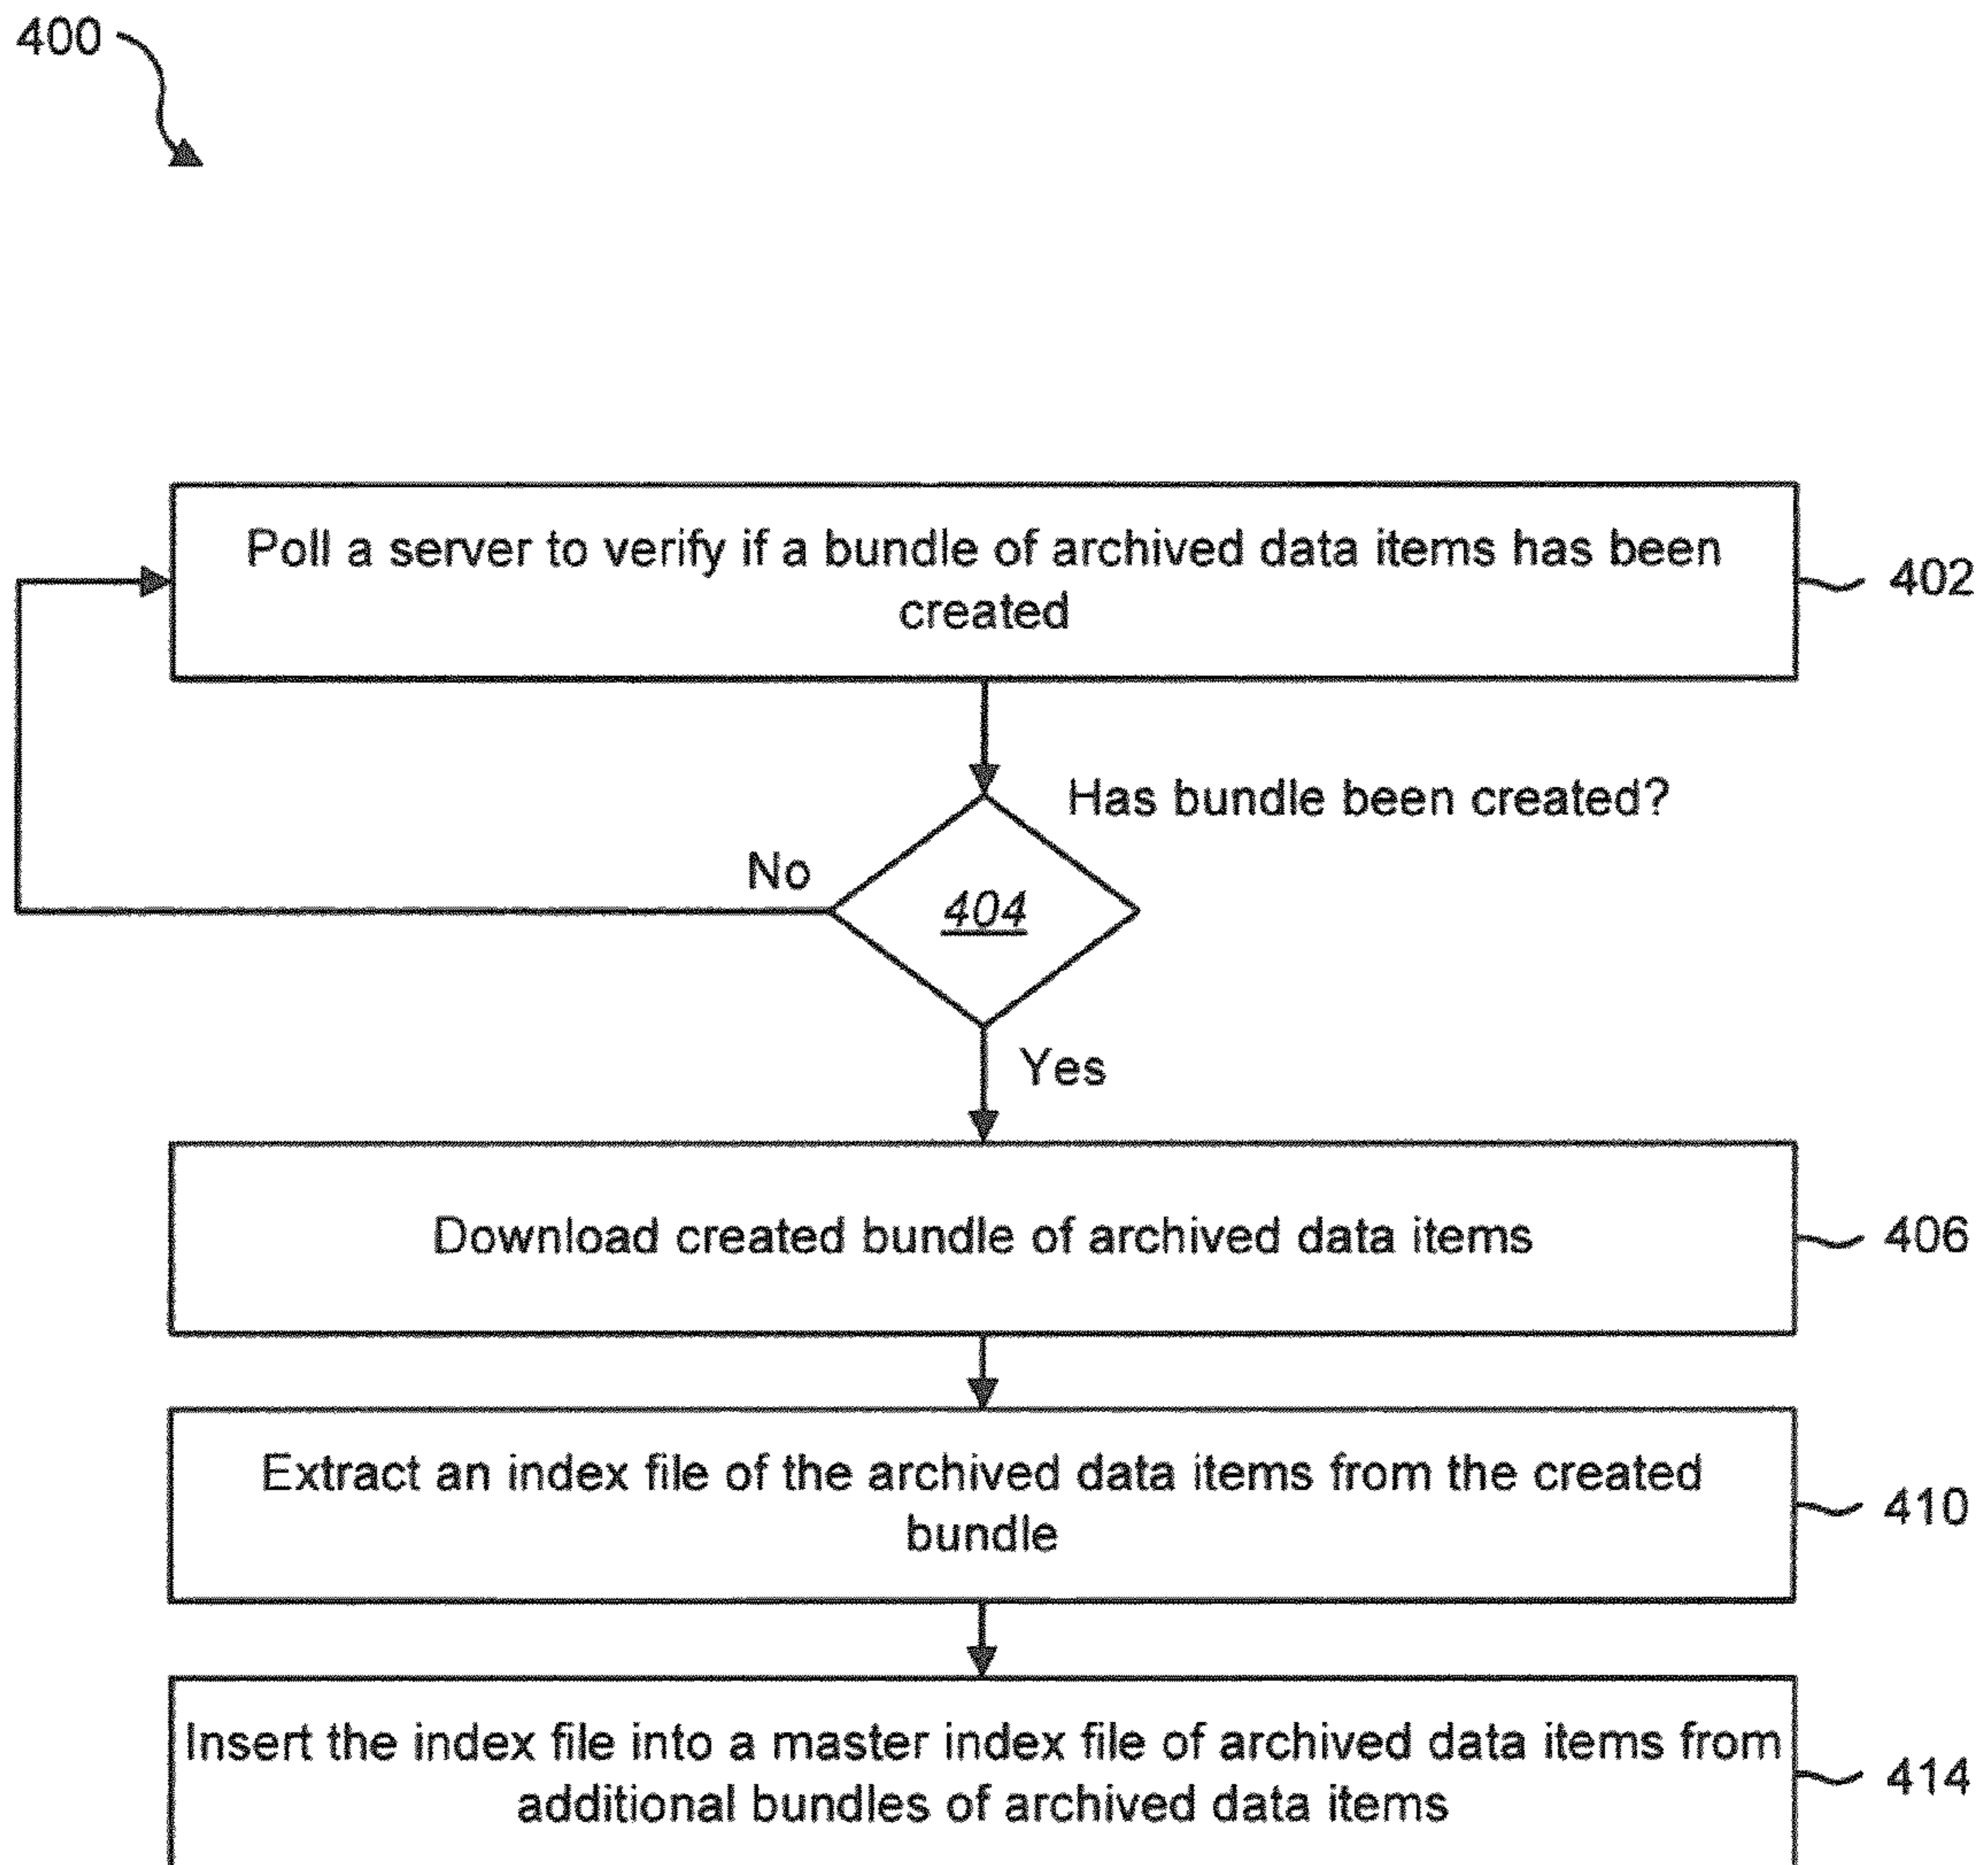 400
Poll a server to verify if a bundle of archived data items has been
created
402
Has bundle been created?
No
404
Yes
Download created bundle of archived data items
406
Extract an index file of the archived data items from the created
bundle
410
Insert the index file into a master index file of archived data items from
additional bundles of archived data items
414